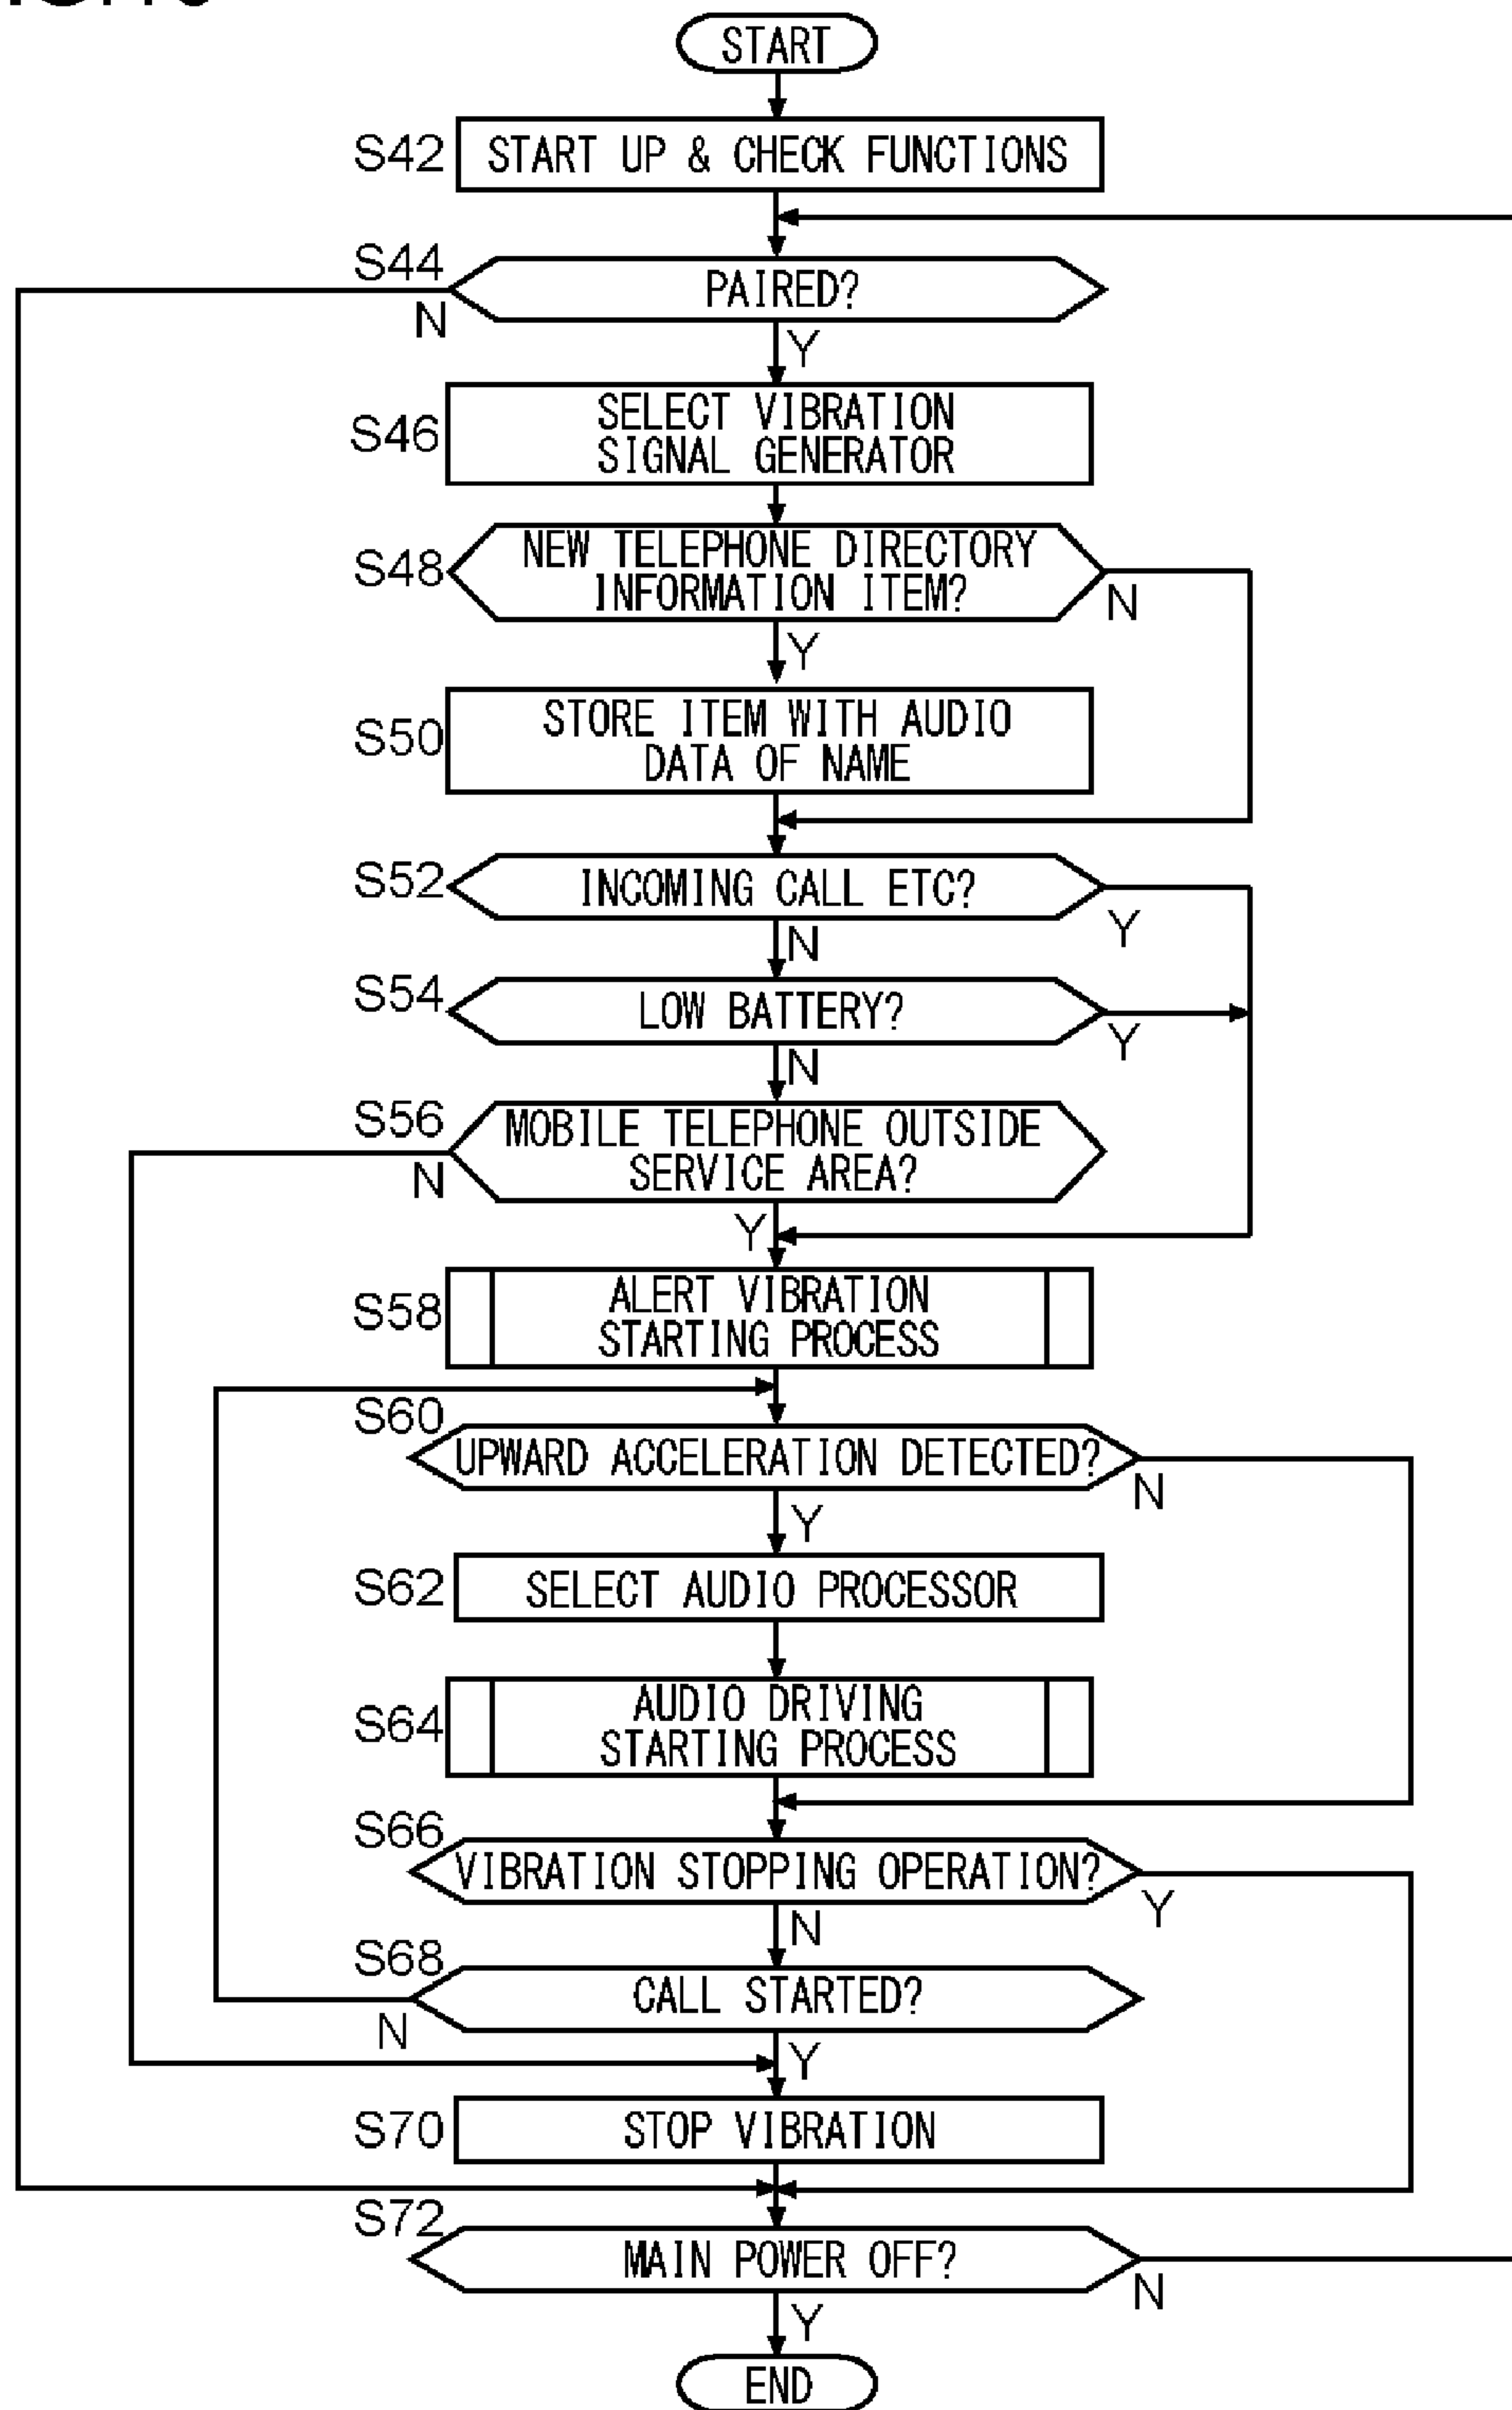 START
S42
START UP & CHECK FUNCTIONS
S44
PAIRED?
N
Y
S46
SELECT VIBRATION
SIGNAL GENERATOR
S48
NEW TELEPHONE DIRECTORY
INFORMATION ITEM?
N
Y
S50
STORE ITEM WITH AUDIO
DATA OF NAME
S52
INCOMING CALL ETC?
Y
N
S54
LOW BATTERY?
Y
N
S56
MOBILE TELEPHONE OUTSIDE
SERVICE AREA?
N
Y
S58
ALERT VIBRATION
STARTING PROCESS
S60
UPWARD ACCELERATION DETECTED?
N
Y
S62
SELECT AUDIO PROCESSOR
S64
AUDIO DRIVING
STARTING PROCESS
S66
VIBRATION STOPPING OPERATION?
Y
N
S68
CALL STARTED?
N
Y
S70
STOP VIBRATION
S72
MAIN POWER OFF?
N
Y
END